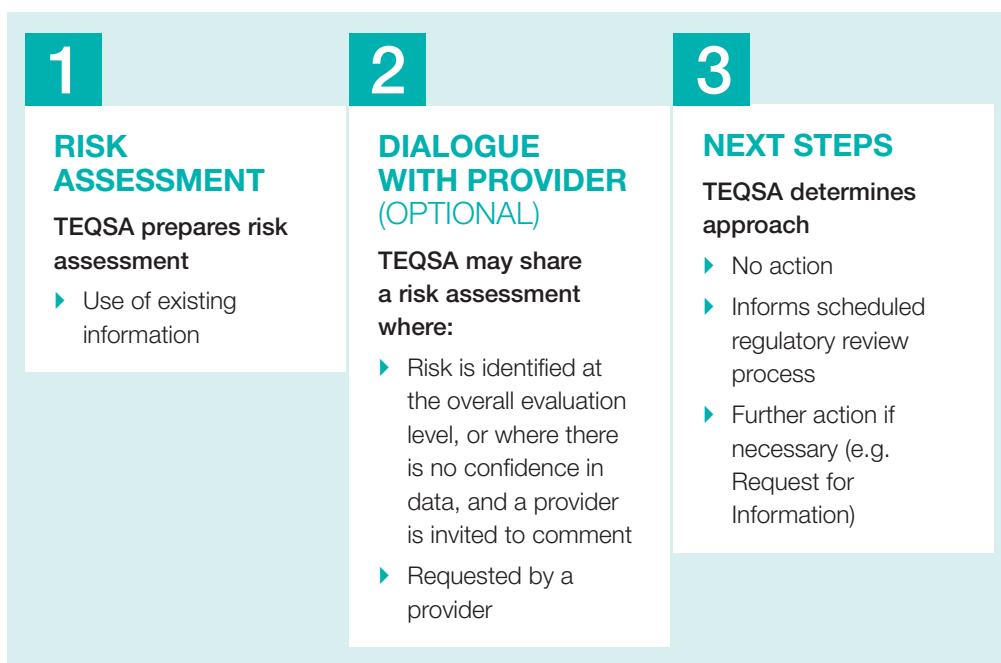 1
RISK
ASSESSMENT
TEQSA prepares risk
assessment
Use of existing
information
2
DIALOGUE
WITH PROVIDER
(OPTIONAL)
TEQSA may share
a risk assessment
where:
Risk is identified at
the overall evaluation
level, or where there
is no confidence in
data, and a provider
is invited to comment
Requested by a
provider
3
NEXT STEPS
TEQSA determines
approach
No action
Informs scheduled
regulatory review
process
Further action if
necessary (e.g.
Request for
Information)